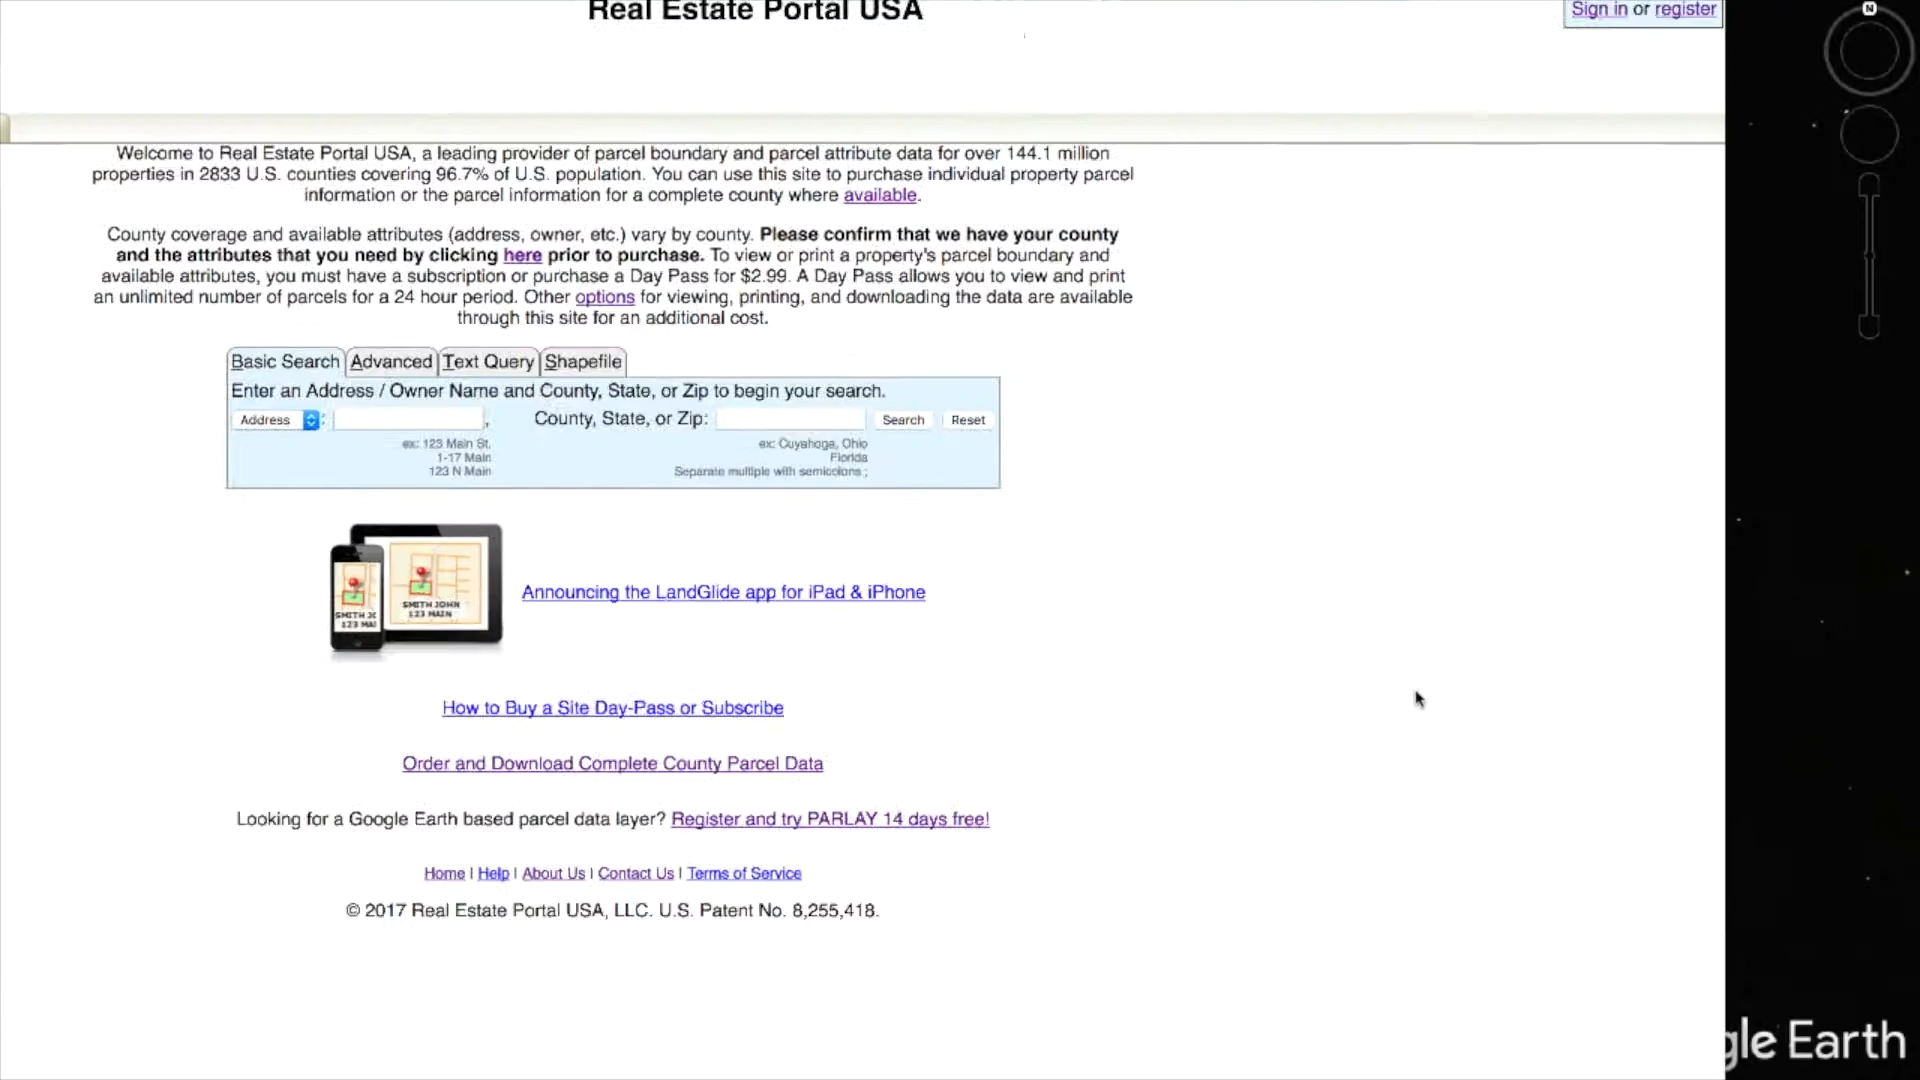 Real Estate Portal USA
Sign in or register
N
Welcome to Real Estate Portal USA, a leading provider of parcel boundary and parcel attribute data for over 144.1 million
properties in 2833 U.S. counties covering 96.7% of U.S. population. You can use this site to purchase individual property parcel
information or the parcel information for a complete county where available.
County coverage and available attributes (address, owner, etc.) vary by county. Please confirm that we have your county
and the attributes that you need by clicking here prior to purchase. To view or print a property's parcel boundary and
available attributes, you must have a subscription or purchase a Day Pass for $2.99. A Day Pass allows you to view and print
an unlimited number of parcels for a 24 hour period. Other options for viewing, printing, and downloading the data are available
through this site for an additional cost.
Basic Search Advanced Text Query Shapefile
Enter an Address / Owner Name and County, State, or Zip to begin your search.
Address : , County, State, or Zip: Search Reset
ex: 123 Main St. ex: Cuyahoga, Ohio
1-17 Main Florida
123 N Main Separate multiple with semicolons ;
SMITH JOHN
123 MAIN
SMITH JO
123 MAI
Announcing the LandGlide app for iPad & iPhone
How to Buy a Site Day-Pass or Subscribe
Order and Download Complete County Parcel Data
Looking for a Google Earth based parcel data layer? Register and try PARLAY 14 days free!
Home | Help | About Us | Contact Us | Terms of Service
© 2017 Real Estate Portal USA, LLC. U.S. Patent No. 8,255,418.
gle Earth